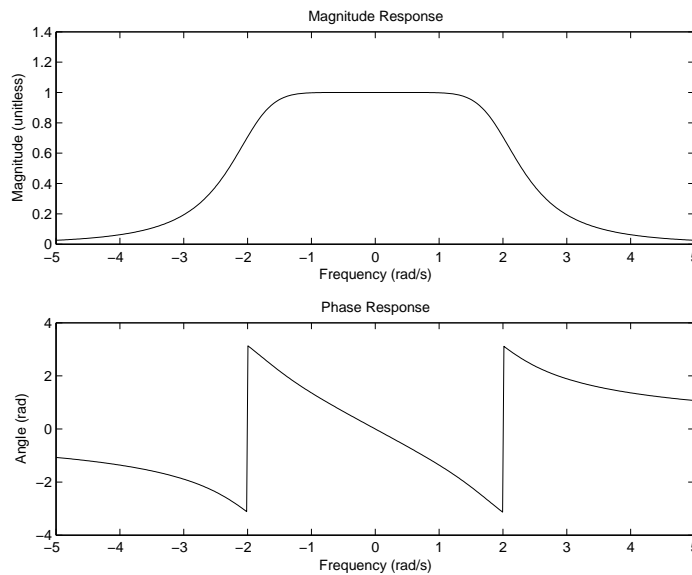 Magnitude Response
1.4
1.2
1
0.8
0.6
0.4
0.2
0
Magnitude (unitless)
−5 −4 −3 −2 −1 0 1 2 3 4 5
Frequency (rad/s)
Phase Response
4
2
0
−2
−4
Angle (rad)
−5 −4 −3 −2 −1 0 1 2 3 4 5
Frequency (rad/s)